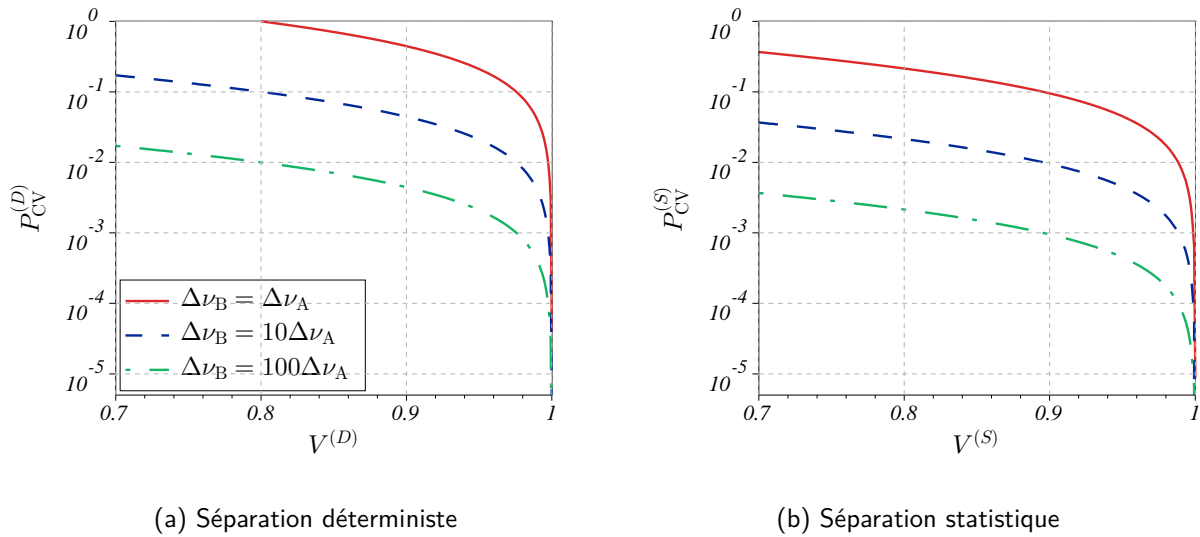 10^0
10^-1
10^-2
10^-3
10^-4
10^-5
P_CV^(D)
Δν_B = Δν_A
Δν_B = 10Δν_A
Δν_B = 100Δν_A
0.7 0.8 0.9 1
V^(D)
(a) Séparation déterministe
10^0
10^-1
10^-2
10^-3
10^-4
10^-5
P_CV^(S)
0.7 0.8 0.9 1
V^(S)
(b) Séparation statistique